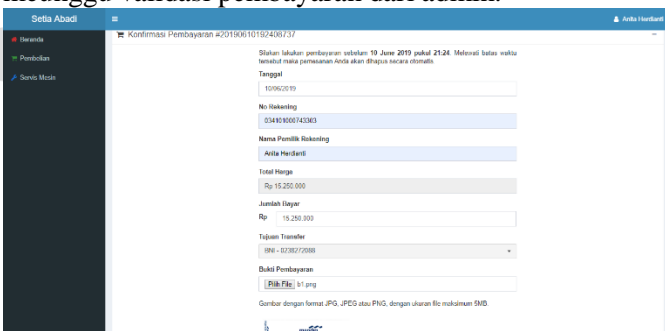 menunggu validasi pembayaran dari admin.
Setia Abadi
Anita Herdianti
Beranda
Pembelian
Servis Mesin
Konfirmasi Pembayaran #20190610192408737
Silakan lakukan pembayaran sebelum 10 June 2019 pukul 21:24. Melewati batas waktu
tersebut maka pemesanan Anda akan dihapus secara otomatis.
Tanggal
10/06/2019
No Rekening
034101000743303
Nama Pemilik Rekening
Anita Herdianti
Total Harga
Rp 15.250.000
Jumlah Bayar
Rp 15.250.000
Tujuan Transfer
BNI - 0238272088
Bukti Pembayaran
Pilih File b1.png
Gambar dengan format JPG, JPEG atau PNG, dengan ukuran file maksimum 5MB.